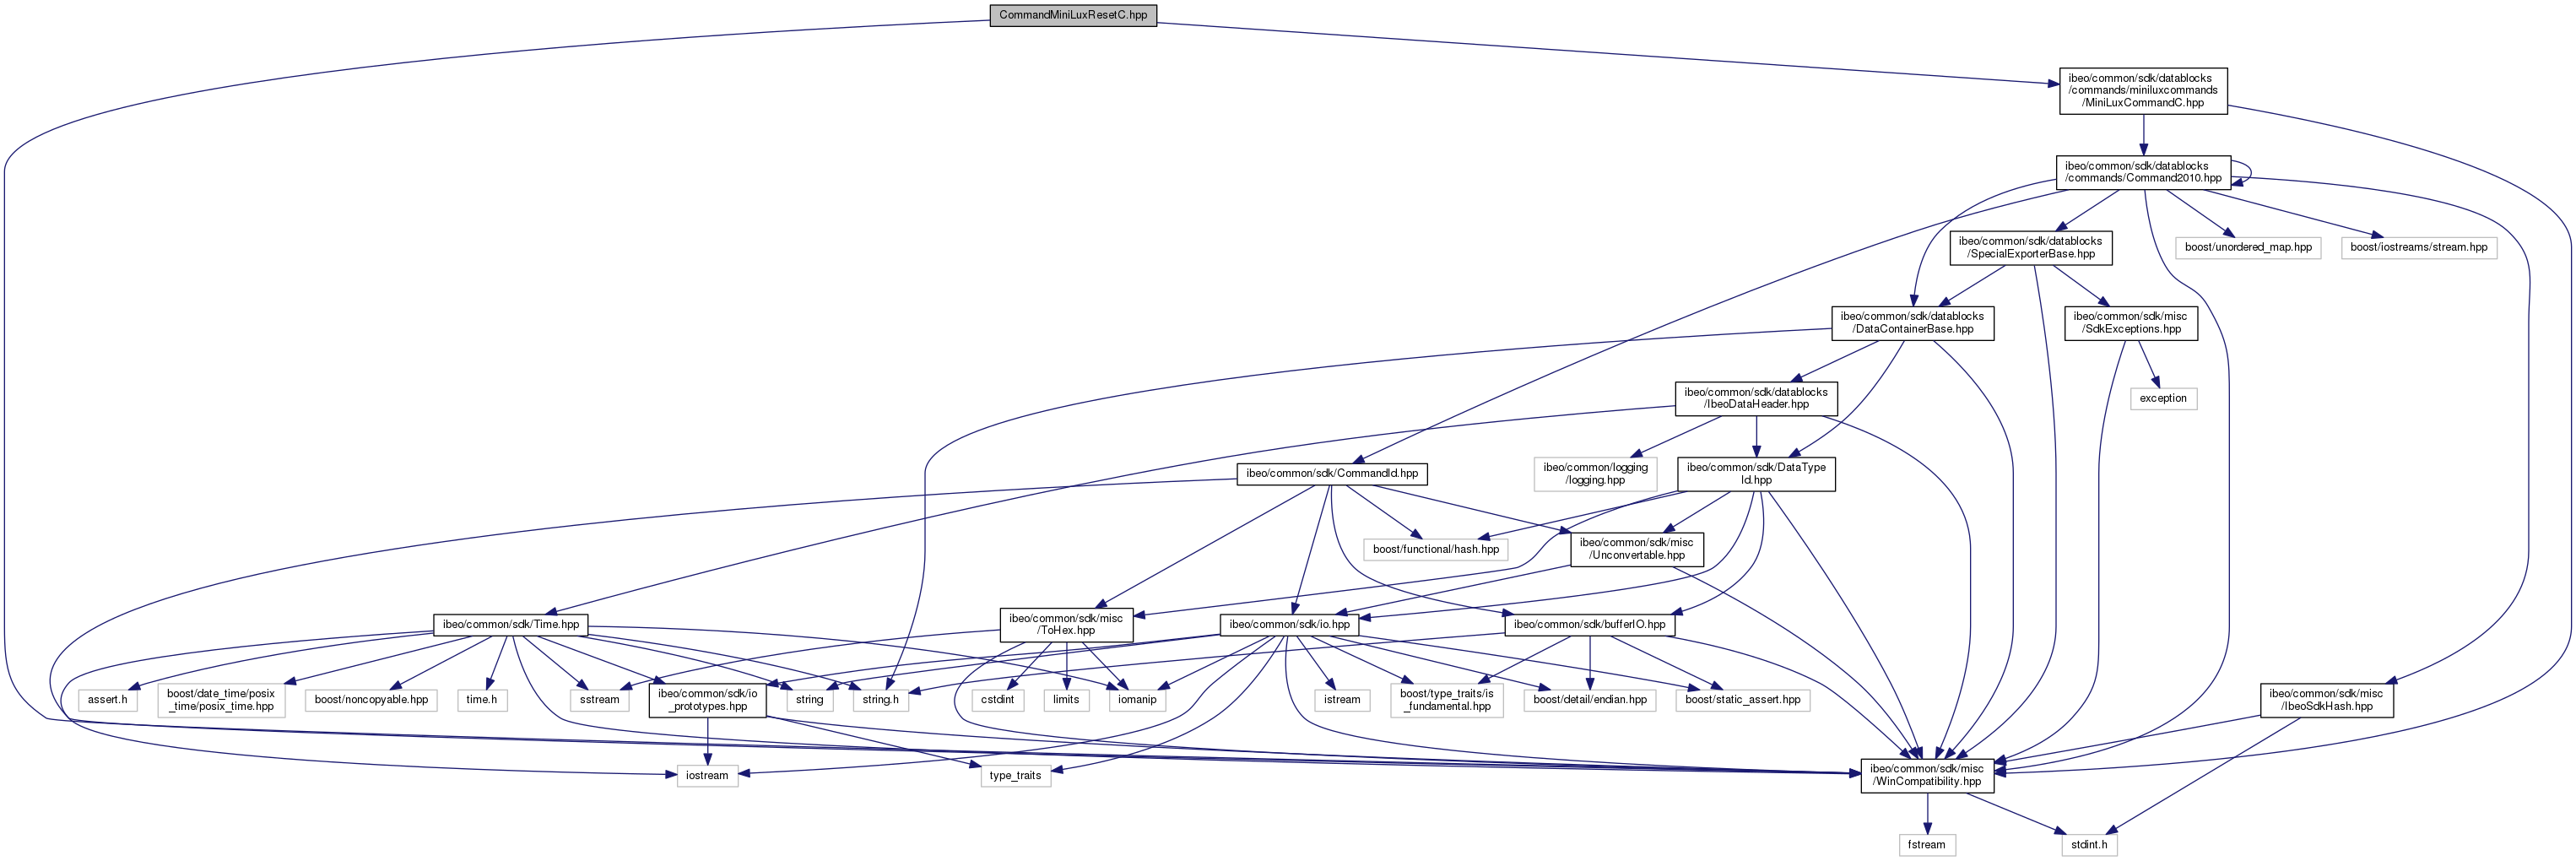 CommandMiniLuxResetC.hpp
ibeo/common/sdk/datablocks
/commands/miniluxcommands
/MiniLuxCommandC.hpp
ibeo/common/sdk/datablocks
/commands/Command2010.hpp
ibeo/common/sdk/datablocks
/SpecialExporterBase.hpp
boost/unordered_map.hpp
boost/iostreams/stream.hpp
ibeo/common/sdk/datablocks
/DataContainerBase.hpp
ibeo/common/sdk/misc
/SdkExceptions.hpp
ibeo/common/sdk/datablocks
/IbeoDataHeader.hpp
exception
ibeo/common/sdk/CommandId.hpp
ibeo/common/logging
/logging.hpp
ibeo/common/sdk/DataType
Id.hpp
boost/functional/hash.hpp
ibeo/common/sdk/misc
/Unconvertable.hpp
ibeo/common/sdk/Time.hpp
ibeo/common/sdk/misc
/ToHex.hpp
ibeo/common/sdk/io.hpp
ibeo/common/sdk/bufferIO.hpp
assert.h
boost/date_time/posix
_time/posix_time.hpp
boost/noncopyable.hpp
time.h
sstream
ibeo/common/sdk/io
_prototypes.hpp
string
string.h
cstdint
limits
iomanip
istream
boost/type_traits/is
_fundamental.hpp
boost/detail/endian.hpp
boost/static_assert.hpp
ibeo/common/sdk/misc
/IbeoSdkHash.hpp
iostream
type_traits
ibeo/common/sdk/misc
/WinCompatibility.hpp
fstream
stdint.h